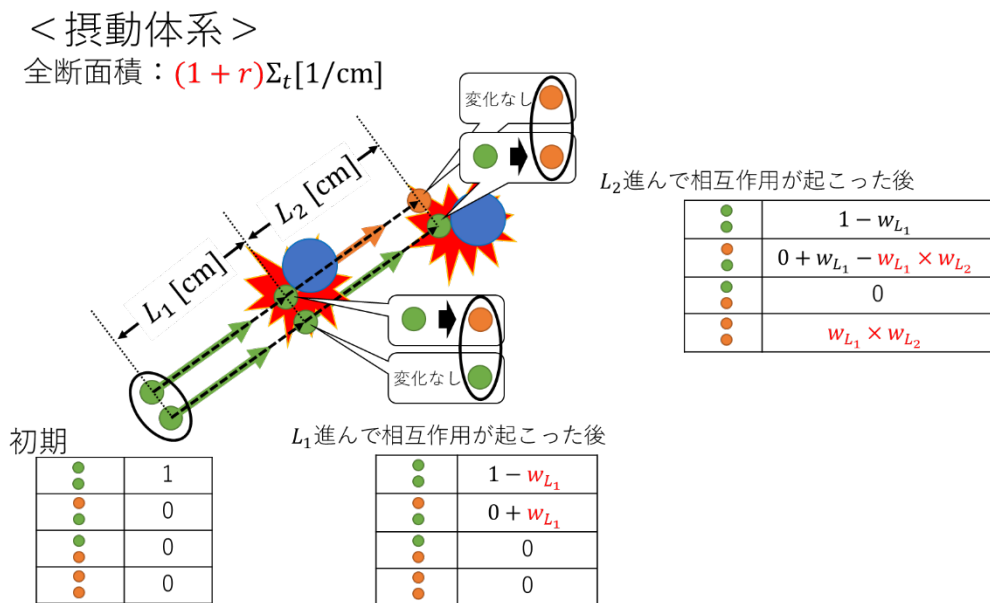 ＜摂動体系＞
全断面積：(1 + r)Σ_t[1/cm]
変化なし
L_1 [cm]
L_2 [cm]
変化なし
L_2進んで相互作用が起こった後
1 − w_{L_1}
0 + w_{L_1} − w_{L_1} × w_{L_2}
0
w_{L_1} × w_{L_2}
初期
1
0
0
0
L_1進んで相互作用が起こった後
1 − w_{L_1}
0 + w_{L_1}
0
0